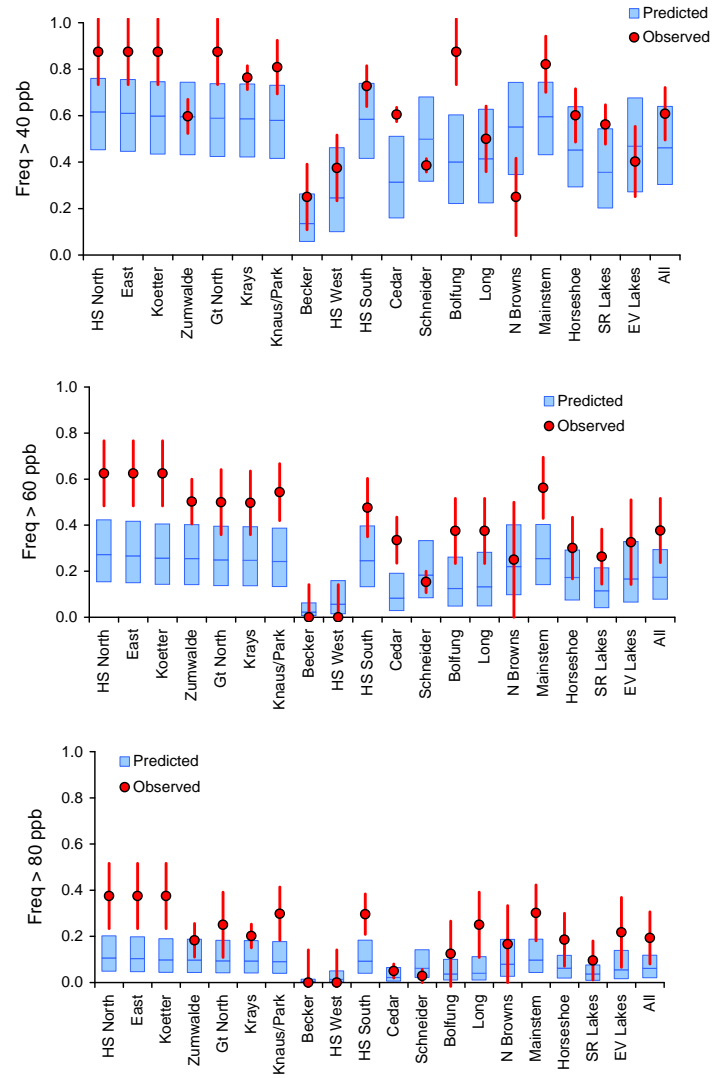 Predicted
Observed
Freq > 40 ppb
1.0
0.8
0.6
0.4
0.2
0.0
HS North
East
Koetter
Zumwalde
Gt North
Krays
Knaus/Park
Becker
HS West
HS South
Cedar
Schneider
Bolfung
Long
N Browns
Mainstem
Horseshoe
SR Lakes
EV Lakes
All
Predicted
Observed
Freq > 60 ppb
1.0
0.8
0.6
0.4
0.2
0.0
HS North
East
Koetter
Zumwalde
Gt North
Krays
Knaus/Park
Becker
HS West
HS South
Cedar
Schneider
Bolfung
Long
N Browns
Mainstem
Horseshoe
SR Lakes
EV Lakes
All
Predicted
Observed
Freq > 80 ppb
1.0
0.8
0.6
0.4
0.2
0.0
HS North
East
Koetter
Zumwalde
Gt North
Krays
Knaus/Park
Becker
HS West
HS South
Cedar
Schneider
Bolfung
Long
N Browns
Mainstem
Horseshoe
SR Lakes
EV Lakes
All